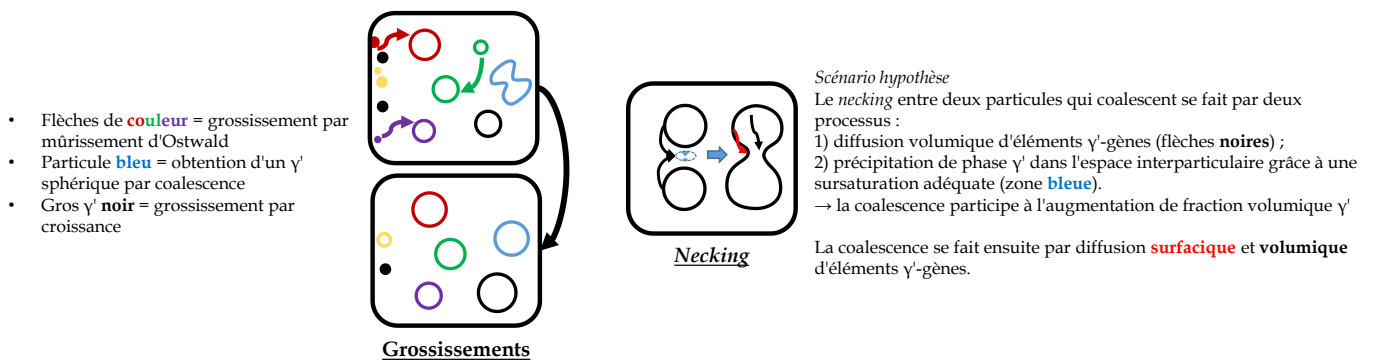 • Flèches de couleur = grossissement par
mûrissement d'Ostwald
• Particule bleu = obtention d'un γ'
sphérique par coalescence
• Gros γ' noir = grossissement par
croissance
Grossissements
Necking
Scénario hypothèse
Le necking entre deux particules qui coalescent se fait par deux
processus :
1) diffusion volumique d'éléments γ'-gènes (flèches noires) ;
2) précipitation de phase γ' dans l'espace interparticulaire grâce à une
sursaturation adéquate (zone bleue).
→ la coalescence participe à l'augmentation de fraction volumique γ'
La coalescence se fait ensuite par diffusion surfacique et volumique
d'éléments γ'-gènes.